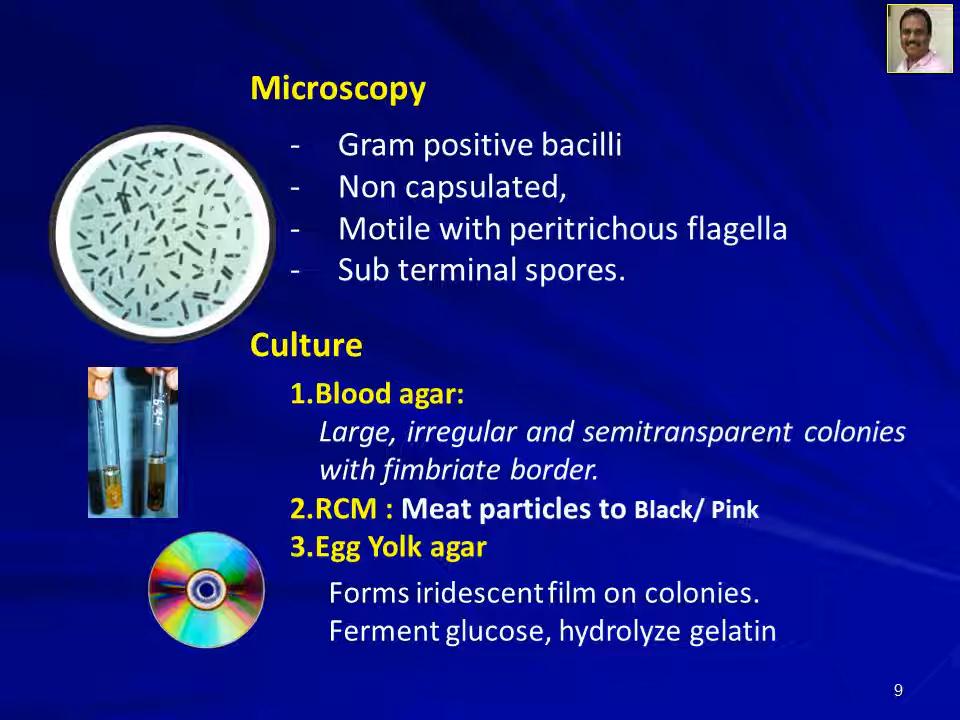 Microscopy
- Gram positive bacilli
- Non capsulated,
- Motile with peritrichous flagella
- Sub terminal spores.
Culture
1.Blood agar:
Large, irregular and semitransparent colonies
with fimbriate border.
2.RCM : Meat particles to Black/ Pink
3.Egg Yolk agar
Forms iridescent film on colonies.
Ferment glucose, hydrolyze gelatin
9